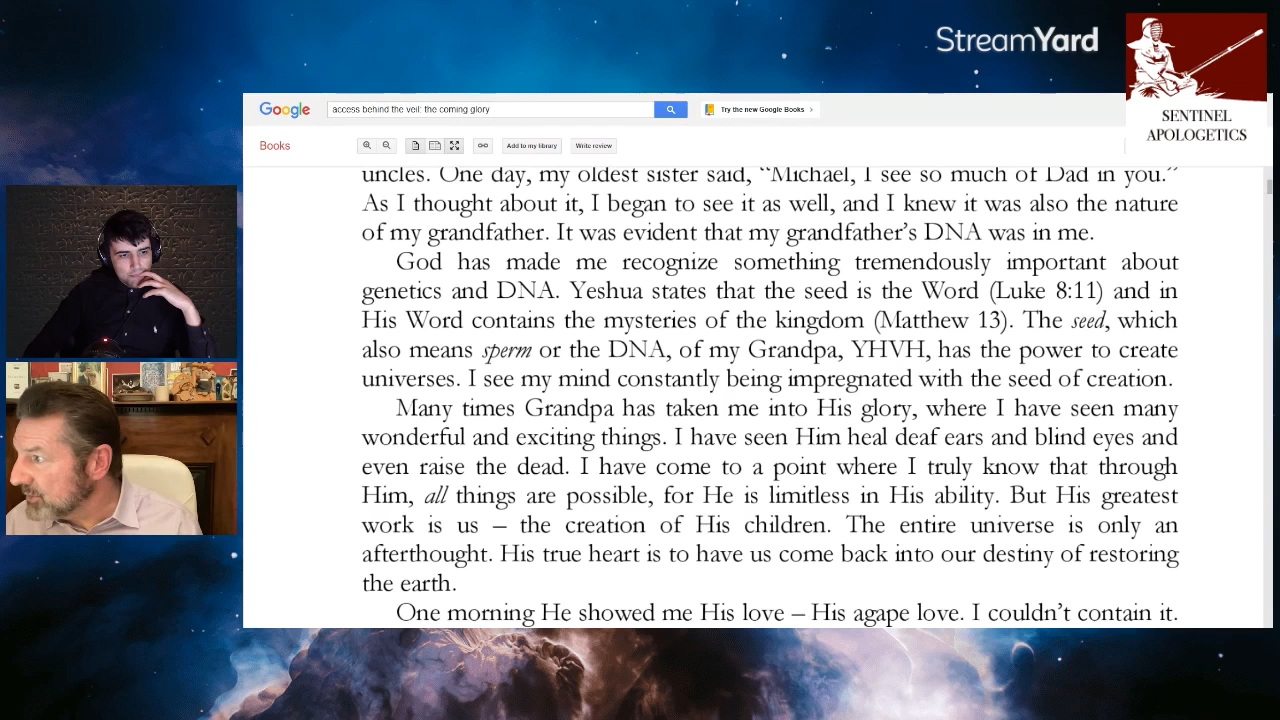 StreamYard
SENTINEL
APOLOGETICS
Google
access behind the veil: the coming glory
Try the new Google Books
Books
Add to my library
Write review
uncles. One day, my oldest sister said, “Michael, I see so much of Dad in you.”
As I thought about it, I began to see it as well, and I knew it was also the nature
of my grandfather. It was evident that my grandfather’s DNA was in me.
God has made me recognize something tremendously important about
genetics and DNA. Yeshua states that the seed is the Word (Luke 8:11) and in
His Word contains the mysteries of the kingdom (Matthew 13). The seed, which
also means sperm or the DNA, of my Grandpa, YHVH, has the power to create
universes. I see my mind constantly being impregnated with the seed of creation.
Many times Grandpa has taken me into His glory, where I have seen many
wonderful and exciting things. I have seen Him heal deaf ears and blind eyes and
even raise the dead. I have come to a point where I truly know that through
Him, all things are possible, for He is limitless in His ability. But His greatest
work is us – the creation of His children. The entire universe is only an
afterthought. His true heart is to have us come back into our destiny of restoring
the earth.
One morning He showed me His love – His agape love. I couldn’t contain it.